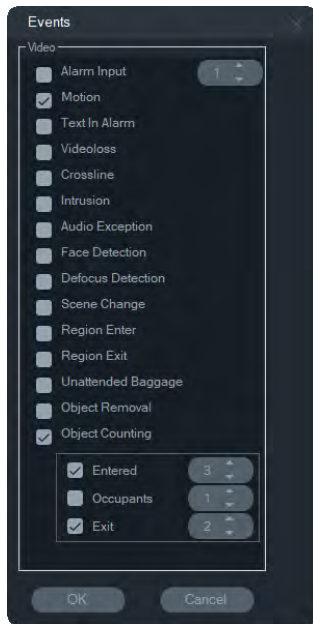 Events
Video
Alarm Input 1
Motion
Text In Alarm
Videoloss
Crossline
Intrusion
Audio Exception
Face Detection
Defocus Detection
Scene Change
Region Enter
Region Exit
Unattended Baggage
Object Removal
Object Counting
Entered 3
Occupants 1
Exit 2
OK Cancel